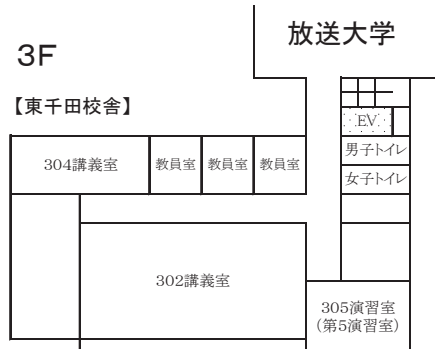 放送大学
3F
【東千田校舎】
EV
男子トイレ
304講義室
教員室
教員室
教員室
女子トイレ
302講義室
305演習室
(第5演習室)